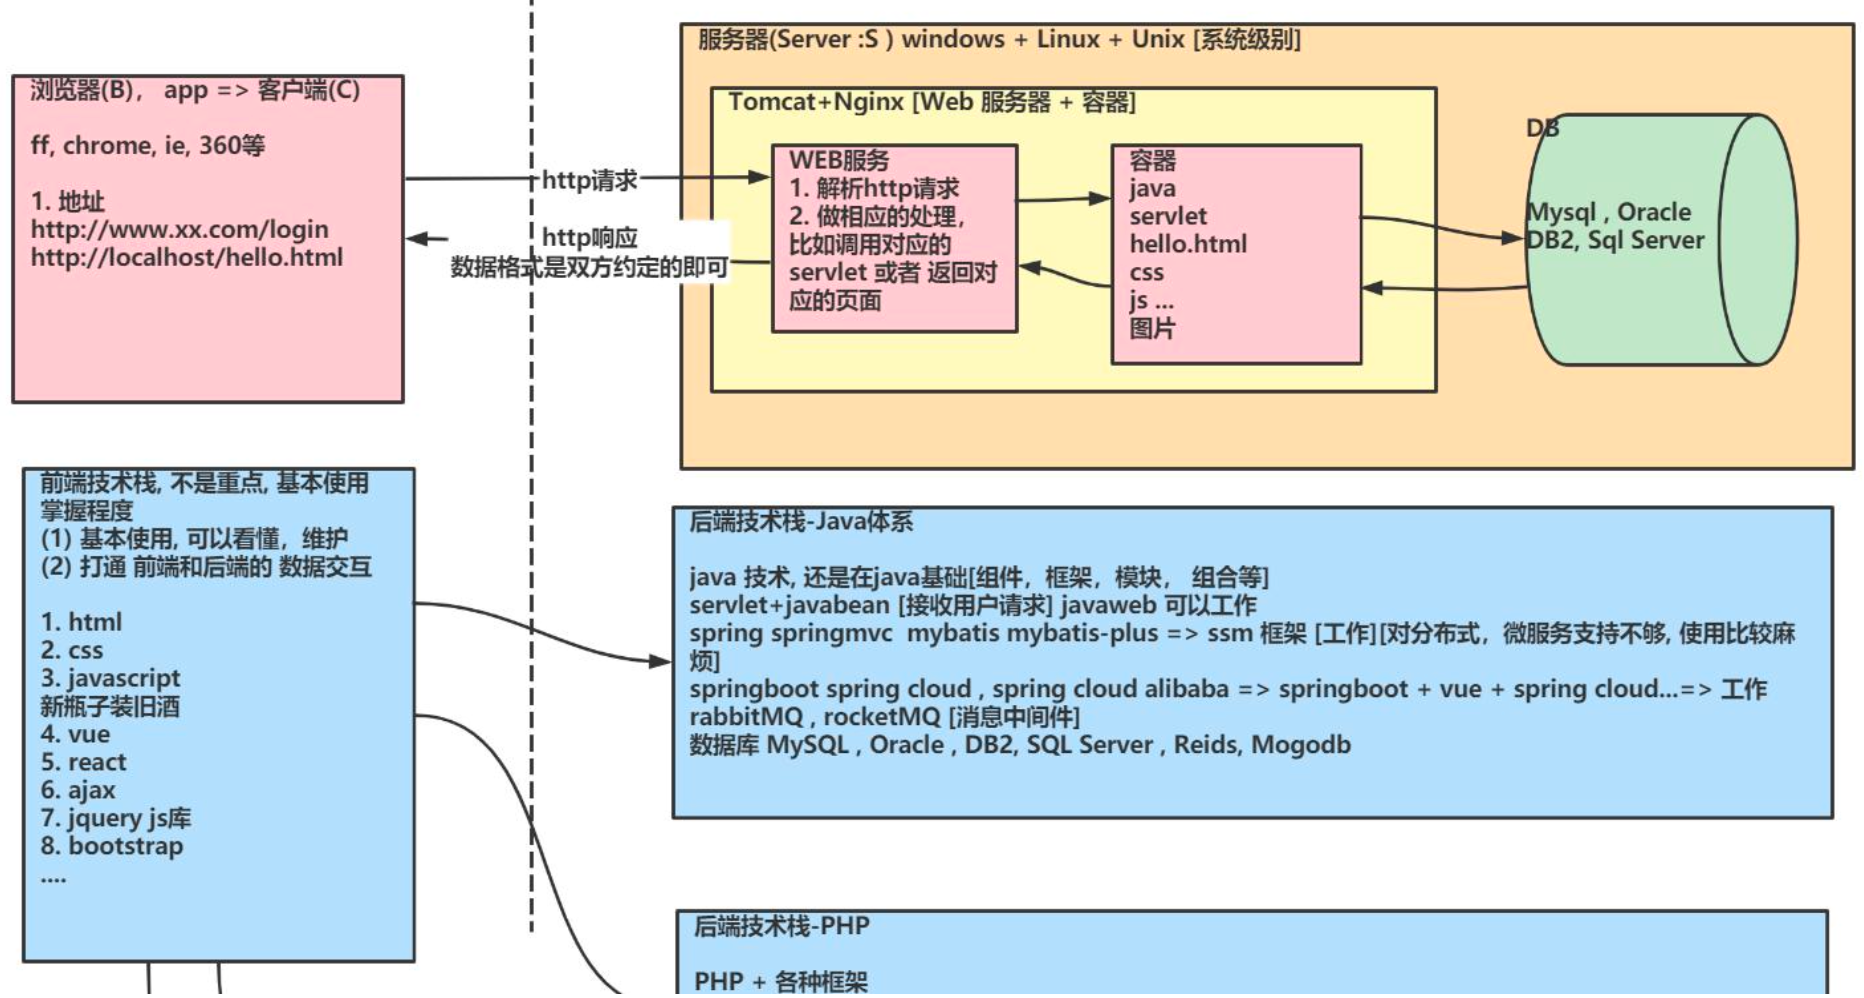 浏览器(B)， app => 客户端(C)
ff, chrome, ie, 360等
1. 地址
http://www.xx.com/login
http://localhost/hello.html
http请求
http响应
数据格式是双方约定的即可
服务器(Server :S ) windows + Linux + Unix [系统级别]
Tomcat+Nginx [Web 服务器 + 容器]
WEB服务
1. 解析http请求
2. 做相应的处理，
比如调用对应的
servlet 或者 返回对
应的页面
容器
java
servlet
hello.html
css
js ...
图片
DB
Mysql , Oracle
DB2, Sql Server
前端技术栈, 不是重点, 基本使用
掌握程度
(1) 基本使用, 可以看懂，维护
(2) 打通 前端和后端的 数据交互
1. html
2. css
3. javascript
新瓶子装旧酒
4. vue
5. react
6. ajax
7. jquery js库
8. bootstrap
....
后端技术栈-Java体系
java 技术, 还是在java基础[组件，框架，模块， 组合等]
servlet+javabean [接收用户请求] javaweb 可以工作
spring springmvc  mybatis mybatis-plus => ssm 框架 [工作][对分布式，微服务支持不够, 使用比较麻
烦]
springboot spring cloud , spring cloud alibaba => springboot + vue + spring cloud...=> 工作
rabbitMQ , rocketMQ [消息中间件]
数据库 MySQL , Oracle , DB2, SQL Server , Reids, Mogodb
后端技术栈-PHP
PHP + 各种框架